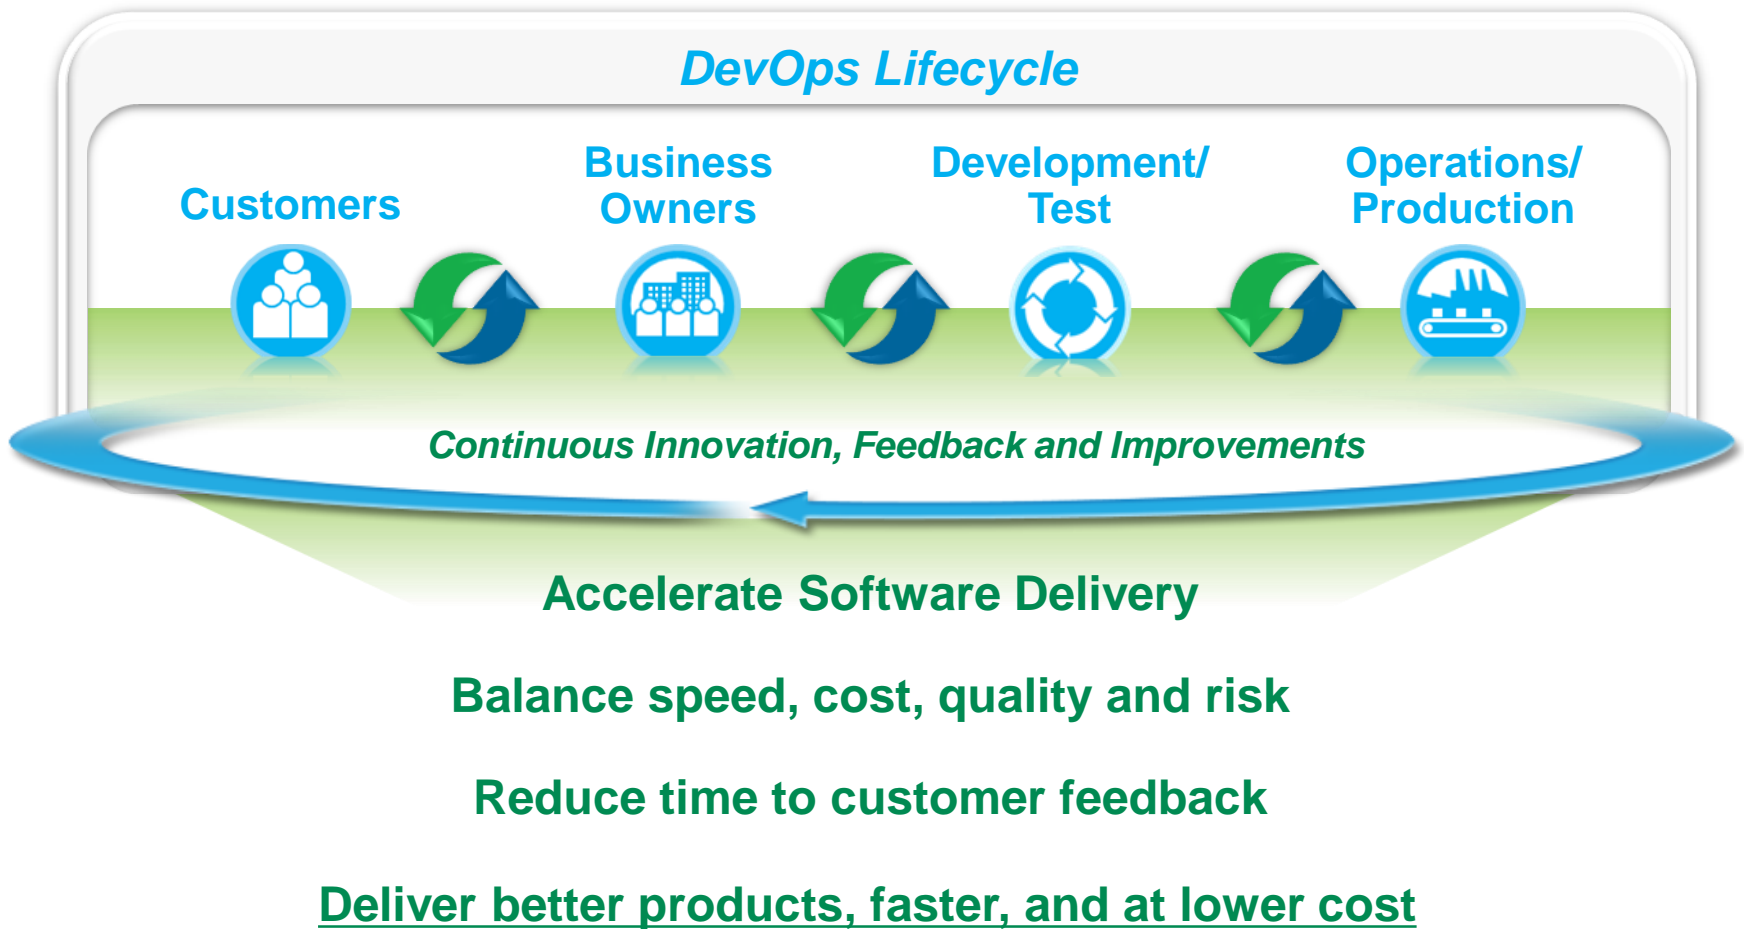 DevOps Lifecycle
Customers
Business
Owners
Development/
Test
Operations/
Production
Continuous Innovation, Feedback and Improvements
Accelerate Software Delivery
Balance speed, cost, quality and risk
Reduce time to customer feedback
Deliver better products, faster, and at lower cost